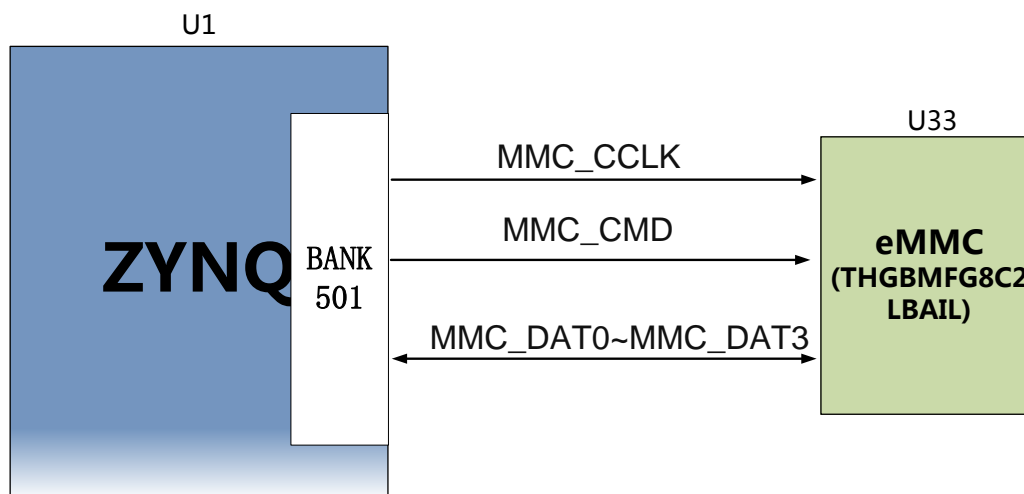 U1
U33
MMC_CCLK
MMC_CMD
ZYNQ
BANK
501
eMMC
(THGBMFG8C2
LBAIL)
MMC_DAT0~MMC_DAT3